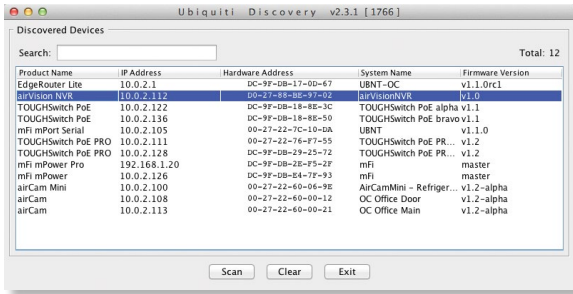 Ubiquiti Discovery v2.3.1 [1766]
Discovered Devices
Search: Total: 12
Product Name IP Address Hardware Address System Name Firmware Version
EdgeRouter Lite 10.0.2.1 DC-9F-DB-17-0D-67 UBNT-OC v1.1.0rc1
airVision NVR 10.0.2.112 D0-27-88-BE-97-02 airVisionNVR v1.0
TOUGHSwitch PoE 10.0.2.122 DC-9F-DB-18-8E-3C TOUGHSwitch PoE alpha v1.1
TOUGHSwitch PoE 10.0.2.136 DC-9F-DB-18-8E-50 TOUGHSwitch PoE bravo v1.1
mFi mPort Serial 10.0.2.105 00-27-22-7C-10-DA UBNT v1.1.0
TOUGHSwitch PoE PRO 10.0.2.111 00-27-22-76-F7-55 TOUGHSwitch PoE PR... v1.2
TOUGHSwitch PoE PRO 10.0.2.128 DC-9F-DB-29-25-72 TOUGHSwitch PoE PR... v1.2
mFi mPower Pro 192.168.1.20 DC-9F-DB-2E-F5-2F mFi master
mFi mPower 10.0.2.126 DC-9F-DB-E4-7F-93 mFi master
airCam Mini 10.0.2.100 00-27-22-60-06-9E AirCamMini - Refriger... v1.2-alpha
airCam 10.0.2.108 00-27-22-60-00-12 OC Office Door v1.2-alpha
airCam 10.0.2.113 00-27-22-60-00-21 OC Office Main v1.2-alpha
Scan Clear Exit